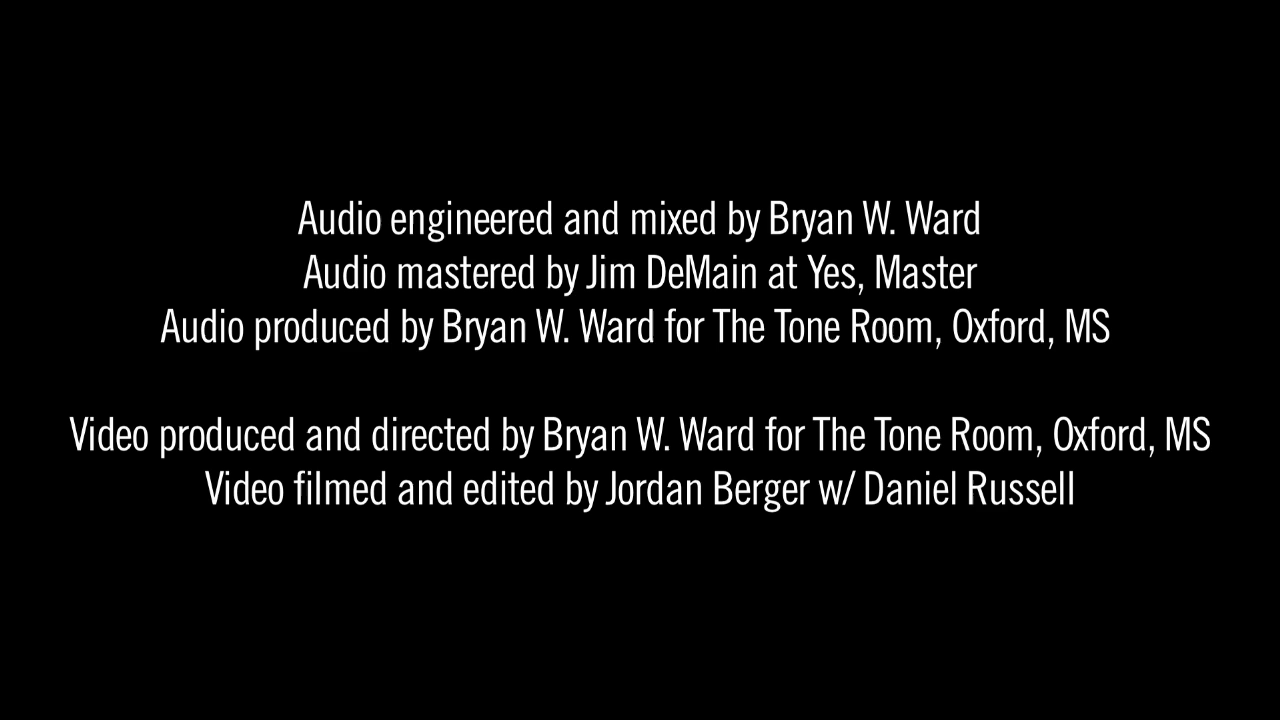 Audio engineered and mixed by Bryan W. Ward
Audio mastered by Jim DeMain at Yes, Master
Audio produced by Bryan W. Ward for The Tone Room, Oxford, MS
Video produced and directed by Bryan W. Ward for The Tone Room, Oxford, MS
Video filmed and edited by Jordan Berger w/ Daniel Russell